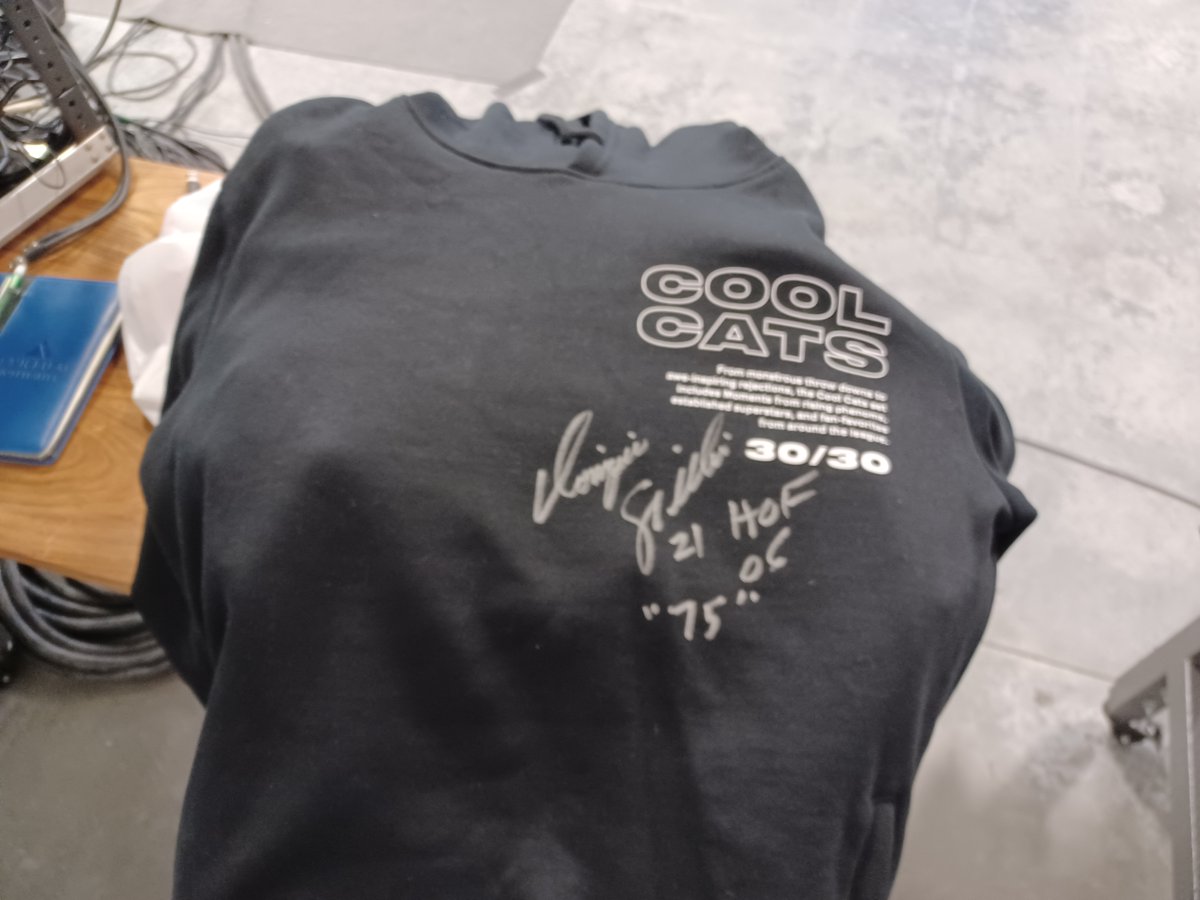 COOL
CATS
From monstrous throw downs to
awe-inspiring rejections, the Cool Cats set
includes Moments from rising phenoms,
established superstars, and fan-favorites
from around the league.
30/30
21 HOF
06
"75"